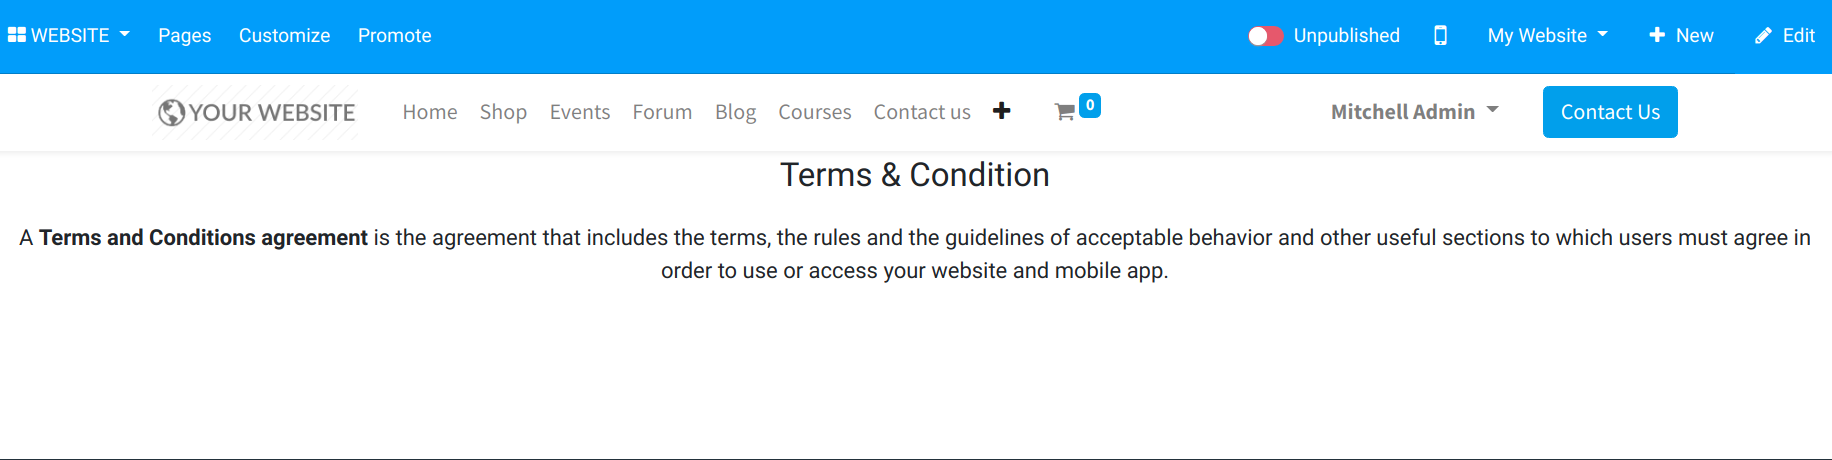 WEBSITE Pages Customize Promote Unpublished My Website New Edit
YOUR WEBSITE Home Shop Events Forum Blog Courses Contact us 0 Mitchell Admin Contact Us
Terms & Condition
A Terms and Conditions agreement is the agreement that includes the terms, the rules and the guidelines of acceptable behavior and other useful sections to which users must agree in
order to use or access your website and mobile app.